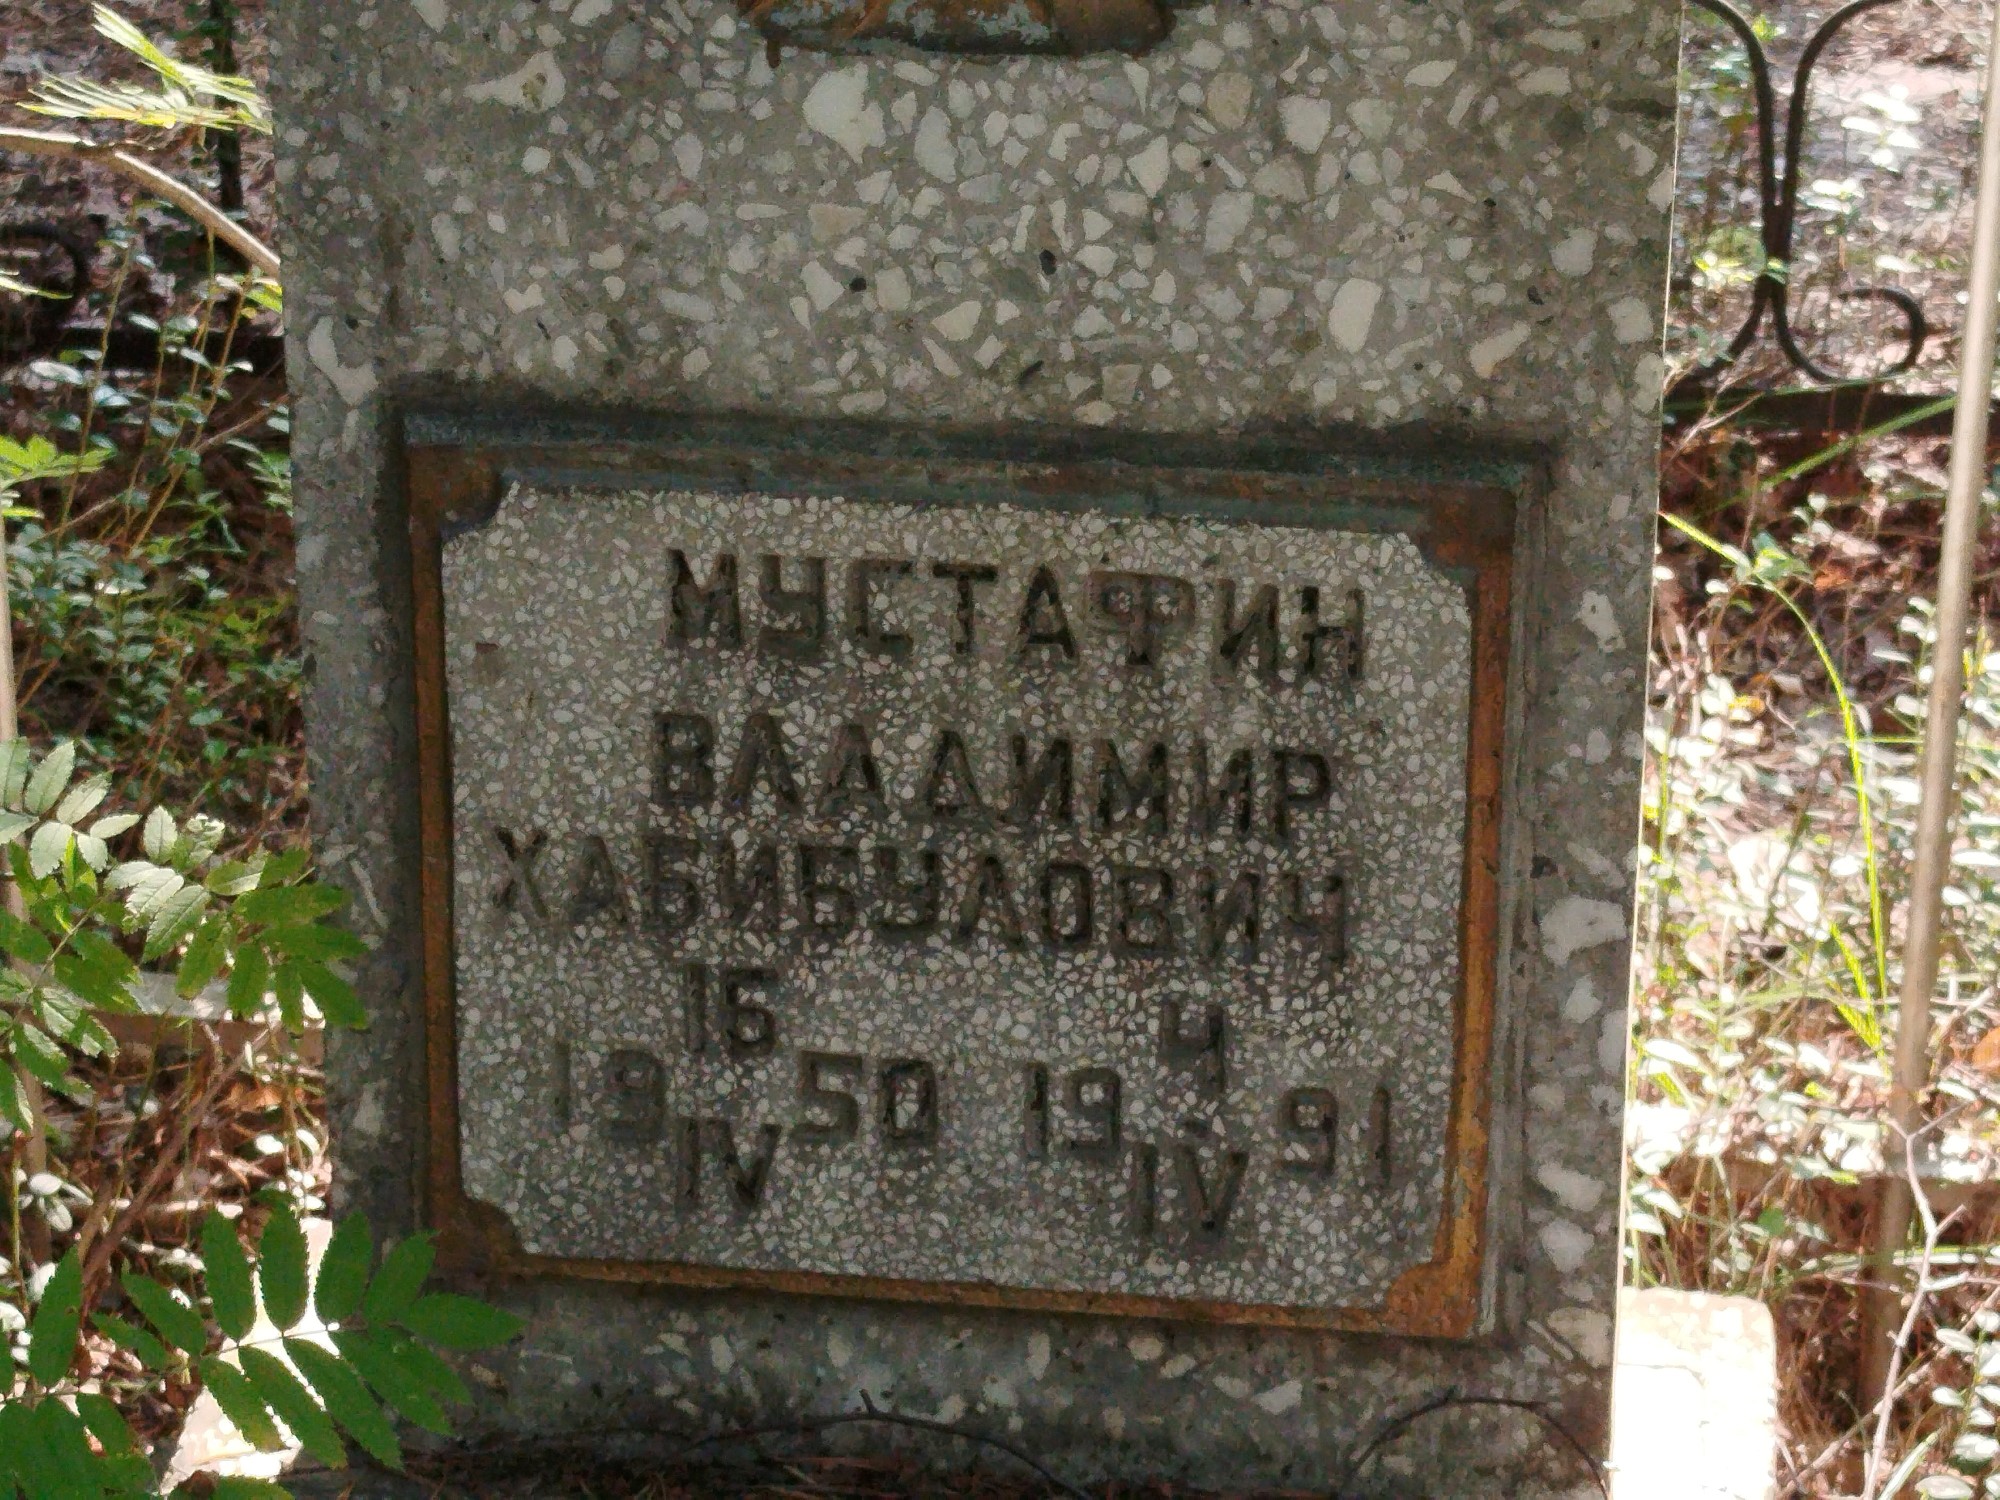 МУСТАФИН
ВЛАДИМИР
ХАБИБУЛОВИЧ
16 4
19 50 19 91
IV IV